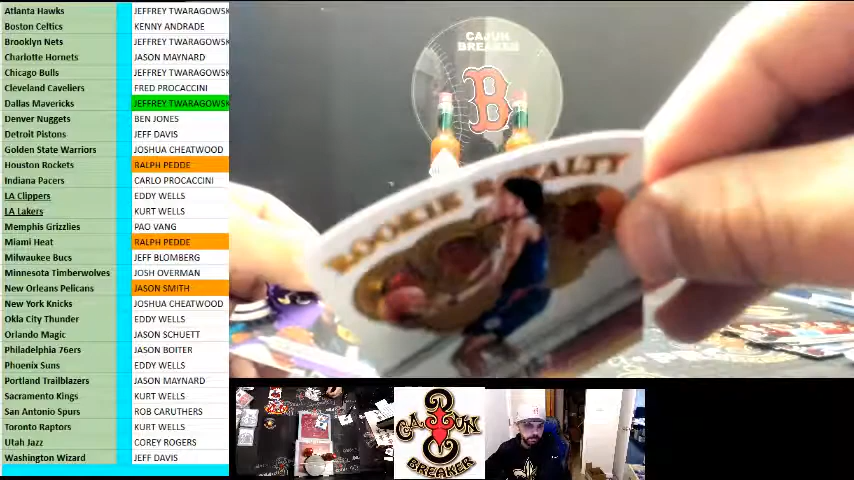 Atlanta Hawks JEFFREY TWARAGOWSK
Boston Celtics KENNY ANDRADE
Brooklyn Nets JEFFREY TWARAGOWSK
Charlotte Hornets JASON MAYNARD
Chicago Bulls JEFFREY TWARAGOWSK
Cleveland Cavaliers FRED PROCACCINI
Dallas Mavericks JEFFREY TWARAGOWSK
Denver Nuggets BEN JONES
Detroit Pistons JEFF DAVIS
Golden State Warriors JOSHUA CHEATWOOD
Houston Rockets RALPH PEDDE
Indiana Pacers CARLO PROCACCINI
LA Clippers EDDY WELLS
LA Lakers KURT WELLS
Memphis Grizzlies PAO VANG
Miami Heat RALPH PEDDE
Milwaukee Bucs JEFF BLOMBERG
Minnesota Timberwolves JOSH OVERMAN
New Orleans Pelicans JASON SMITH
New York Knicks JOSHUA CHEATWOOD
Okla City Thunder EDDY WELLS
Orlando Magic JASON SCHUETT
Philadelphia 76ers JASON BOITER
Phoenix Suns EDDY WELLS
Portland Trailblazers JASON MAYNARD
Sacramento Kings KURT WELLS
San Antonio Spurs ROB CARUTHERS
Toronto Raptors KURT WELLS
Utah Jazz COREY ROGERS
Washington Wizard JEFF DAVIS
CAJUN
BREAKER
B
ROOKIE ROYALTY
CAJUN
BREAKER